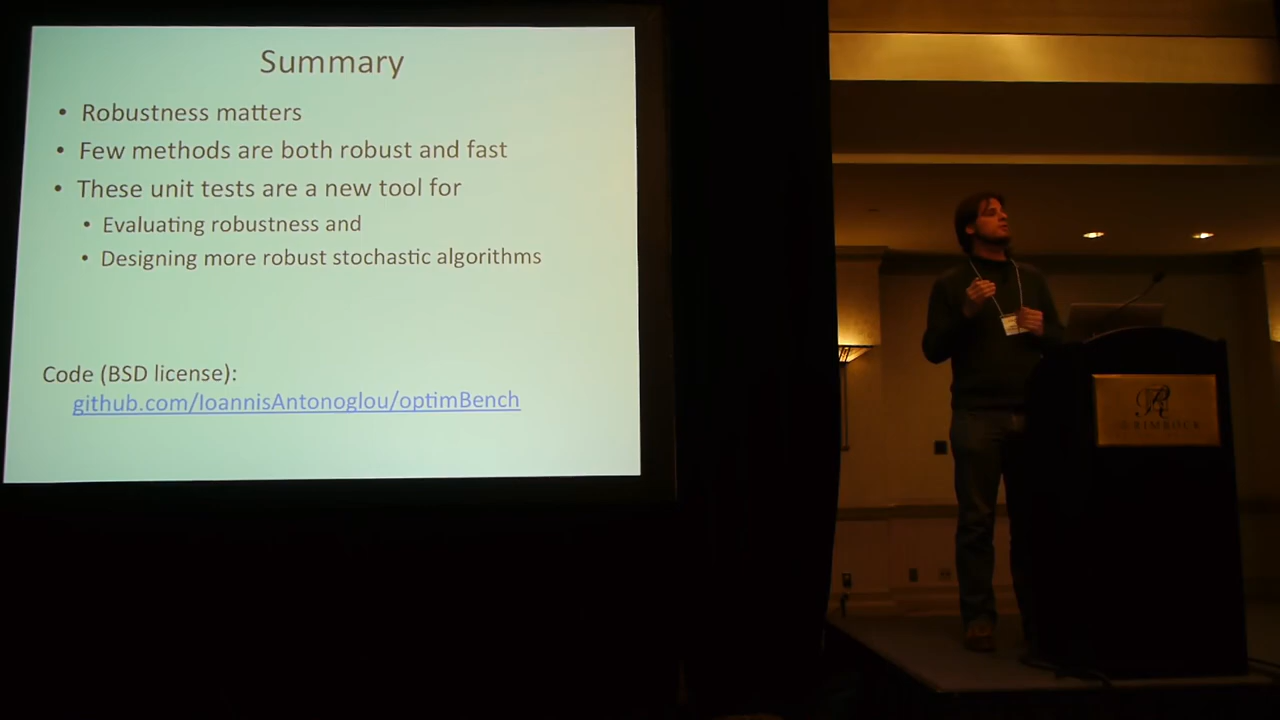 Summary
• Robustness matters
• Few methods are both robust and fast
• These unit tests are a new tool for
• Evaluating robustness and
• Designing more robust stochastic algorithms
Code (BSD license):
github.com/IoannisAntonoglou/optimBench